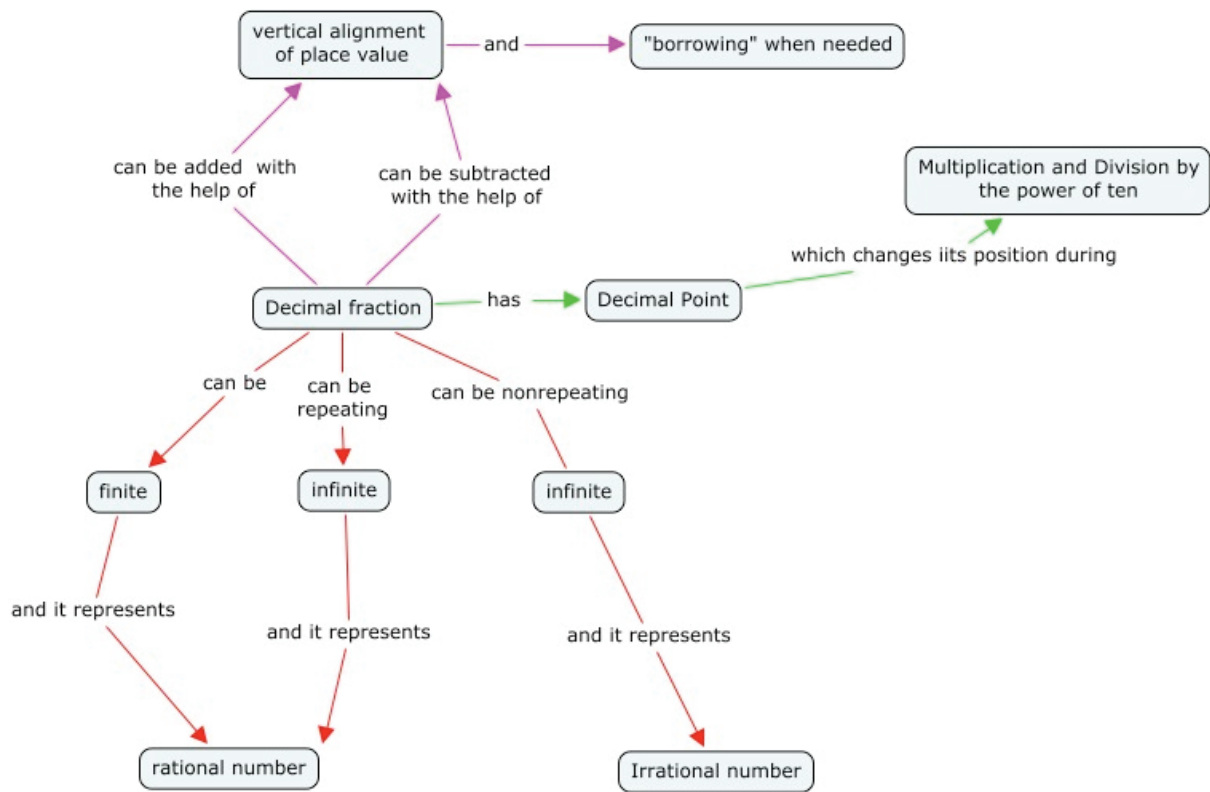 vertical alignment
of place value
and
"borrowing" when needed
can be added with
the help of
can be subtracted
with the help of
Multiplication and Division by
the power of ten
which changes iits position during
Decimal fraction
has
Decimal Point
can be
can be
repeating
can be nonrepeating
finite
infinite
infinite
and it represents
and it represents
and it represents
rational number
Irrational number